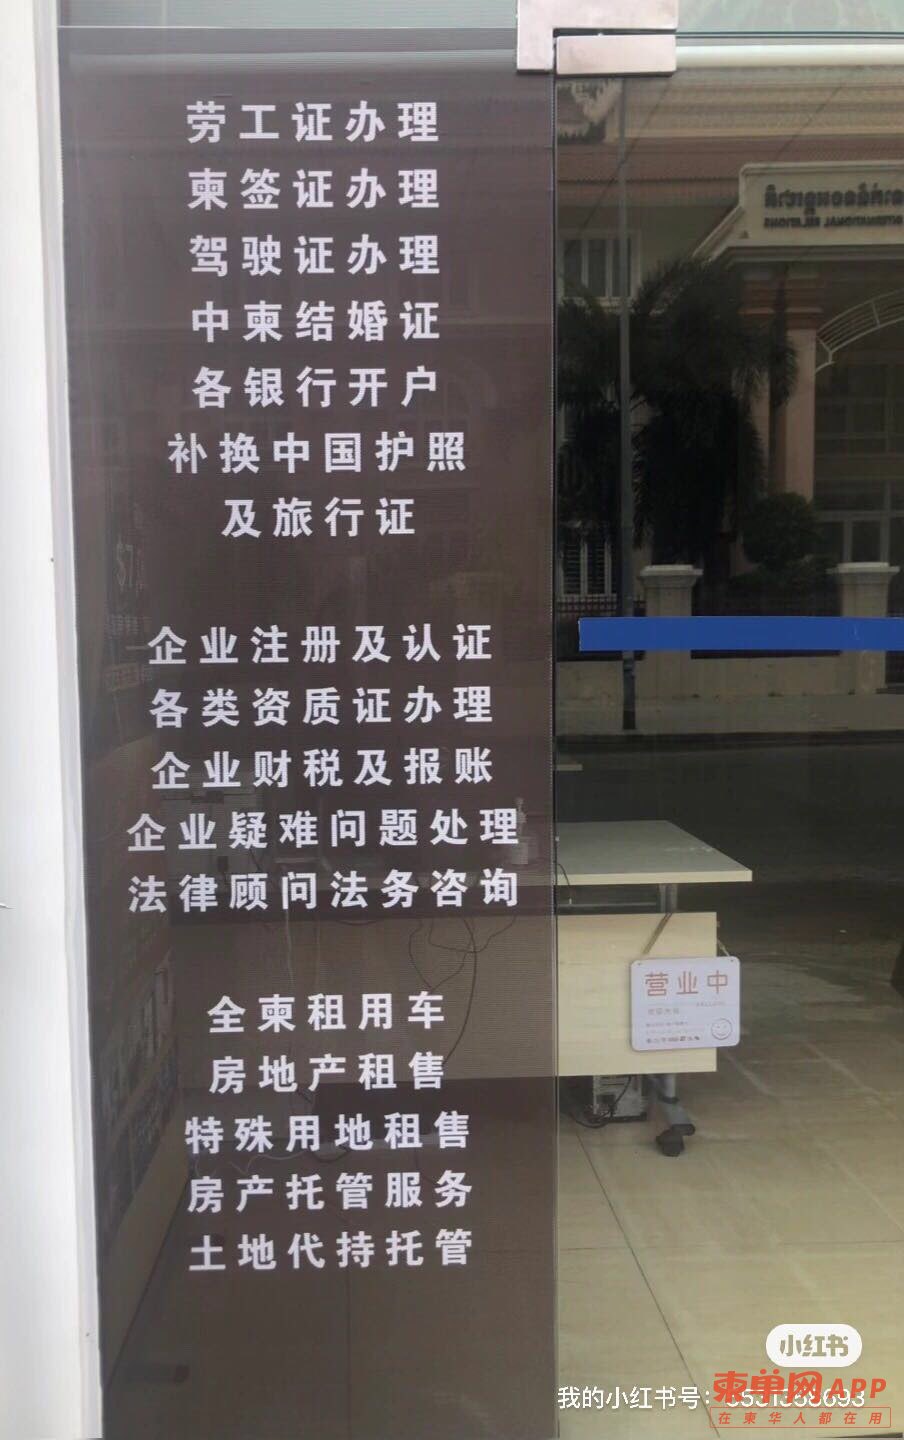 劳工证办理
柬签证办理
驾驶证办理
中柬结婚证
各银行开户
补换中国护照
及旅行证
企业注册及认证
各类资质证办理
企业财税及报账
企业疑难问题处理
法律顾问法务咨询
全柬租用车
房地产租售
特殊用地租售
房产托管服务
土地代持托管
INTERNATIONAL RELATIONS
营业中
小红书
我的小红书号：
柬单网APP
在柬华人都在用